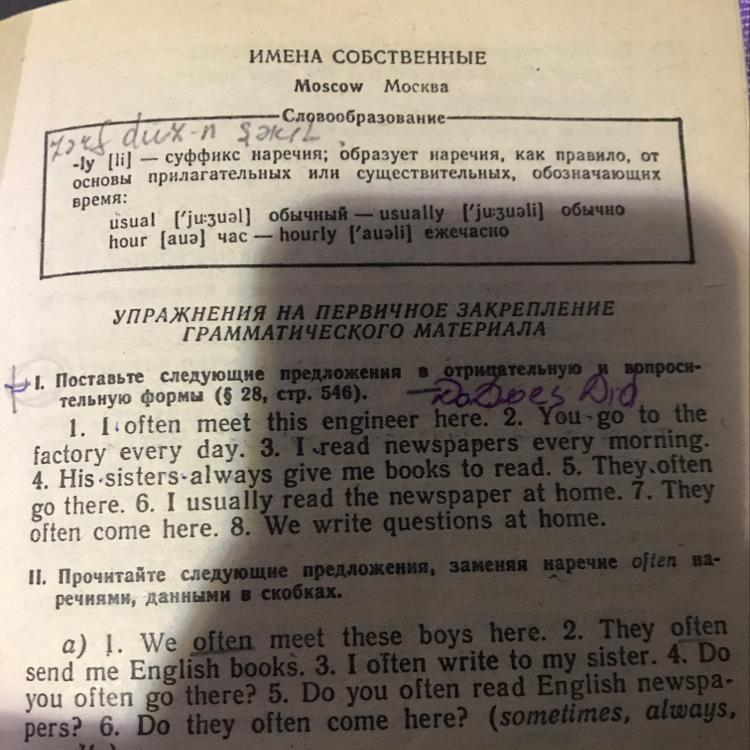 ИМЕНА СОБСТВЕННЫЕ
Moscow Москва
Словообразование
zərf düx-n şəkil
-ly [li] — суффикс наречия; образует наречия, как правило, от
основы прилагательных или существительных, обозначающих
время:
usual ['ju:ʒuəl] обычный — usually ['ju:ʒuəli] обычно
hour [auə] час — hourly ['auəli] ежечасно
УПРАЖНЕНИЯ НА ПЕРВИЧНОЕ ЗАКРЕПЛЕНИЕ
ГРАММАТИЧЕСКОГО МАТЕРИАЛА
I. Поставьте следующие предложения в отрицательную и вопроси-
тельную формы (§ 28, стр. 546). — Do Does Did
1. I often meet this engineer here. 2. You go to the
factory every day. 3. I read newspapers every morning.
4. His sisters always give me books to read. 5. They often
go there. 6. I usually read the newspaper at home. 7. They
often come here. 8. We write questions at home.
II. Прочитайте следующие предложения, заменяя наречие often на-
речиями, данными в скобках.
a) 1. We often meet these boys here. 2. They often
send me English books. 3. I often write to my sister. 4. Do
you often go there? 5. Do you often read English newspa-
pers? 6. Do they often come here? (sometimes, always,